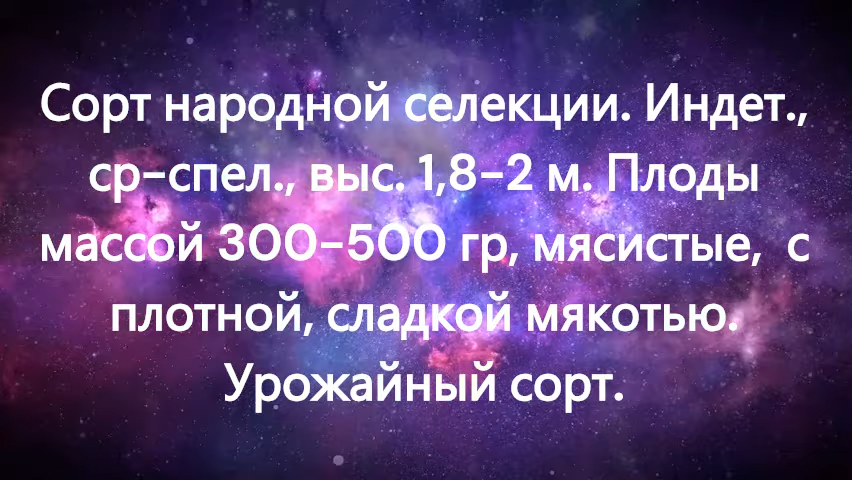 Сорт народной селекции. Индет.,
ср-спел., выс. 1,8-2 м. Плоды
массой 300-500 гр, мясистые,  с
плотной, сладкой мякотью.
Урожайный сорт.